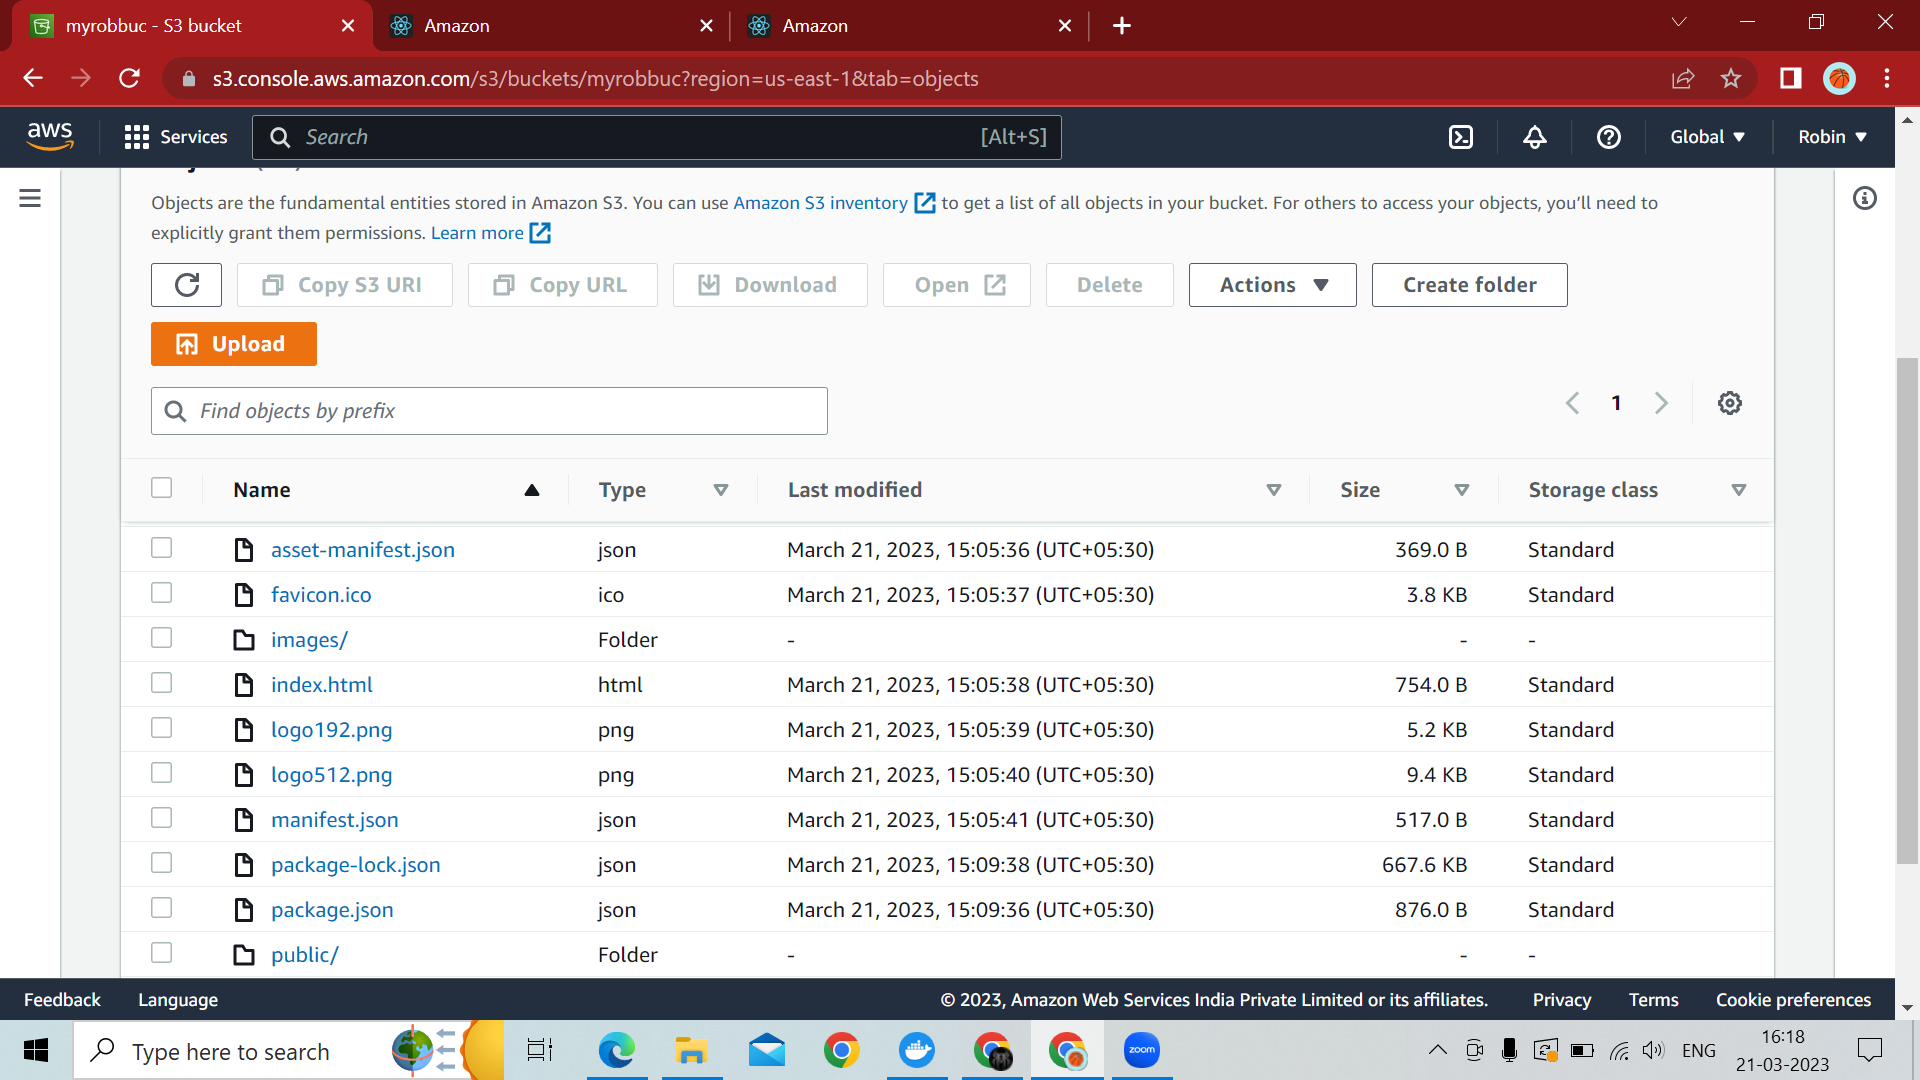 myrobbuc - S3 bucket
Amazon
Amazon
s3.console.aws.amazon.com/s3/buckets/myrobbuc?region=us-east-1&tab=objects
aws
Services
Search
[Alt+S]
Global
Robin
Objects are the fundamental entities stored in Amazon S3. You can use Amazon S3 inventory to get a list of all objects in your bucket. For others to access your objects, you'll need to
explicitly grant them permissions. Learn more
Copy S3 URI
Copy URL
Download
Open
Delete
Actions
Create folder
Upload
Find objects by prefix
1
Name Type Last modified Size Storage class
asset-manifest.json json March 21, 2023, 15:05:36 (UTC+05:30) 369.0 B Standard
favicon.ico ico March 21, 2023, 15:05:37 (UTC+05:30) 3.8 KB Standard
images/ Folder - - -
index.html html March 21, 2023, 15:05:38 (UTC+05:30) 754.0 B Standard
logo192.png png March 21, 2023, 15:05:39 (UTC+05:30) 5.2 KB Standard
logo512.png png March 21, 2023, 15:05:40 (UTC+05:30) 9.4 KB Standard
manifest.json json March 21, 2023, 15:05:41 (UTC+05:30) 517.0 B Standard
package-lock.json json March 21, 2023, 15:09:38 (UTC+05:30) 667.6 KB Standard
package.json json March 21, 2023, 15:09:36 (UTC+05:30) 876.0 B Standard
public/ Folder - - -
Feedback Language © 2023, Amazon Web Services India Private Limited or its affiliates. Privacy Terms Cookie preferences
Type here to search
zoom
ENG
16:18
21-03-2023